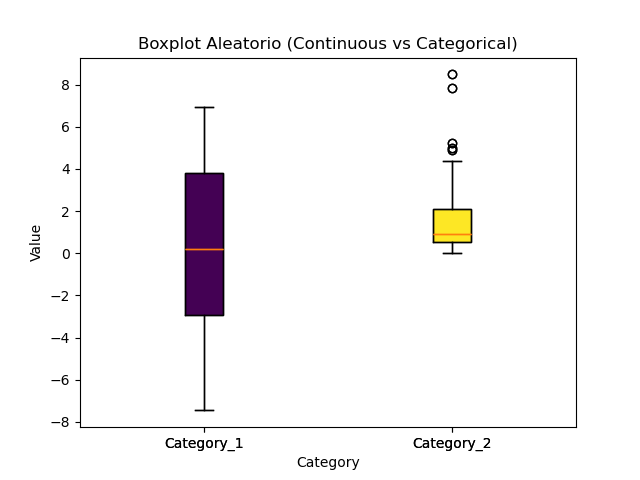 Boxplot Aleatorio (Continuous vs Categorical)
8
6
4
2
0
−2
−4
−6
−8
Value
Category_1
Category_2
Category